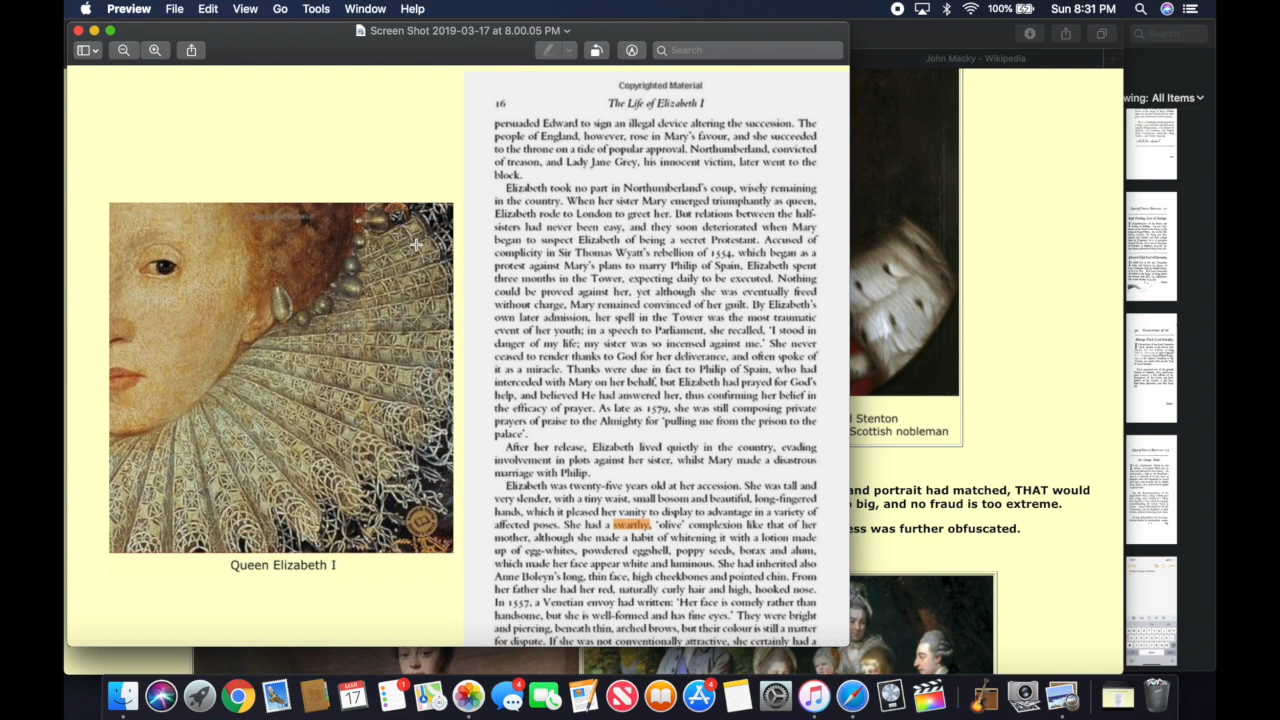 Preview File Edit View Go Tools Window Help
100% Sun 8:31 PM
Screen Shot 2019-03-17 at 8.00.05 PM
Search
Search
John Macky - Wikipedia
wing: All Items
Copyrighted Material
16 The Life of Elizabeth I
persuaded Edward to sign an illegal device altering the succession. The
people of England, however, rose in Mary's favour, and she succeeded
to the throne on a tide of popular approval. Northumberland, convicted
of treason, and Lady Jane Grey, his innocent victim, later went to the
block.
Elizabeth took no part in Northumberland's coup, wisely remaining
in the country. When her sister Mary emerged triumphantly as queen,
Elizabeth rode to London to greet her. But relations between the half-
sisters had never been easy, and they soon deteriorated when Mary
began to suspect Elizabeth of being a secret Protestant. Accused of
complicity in Sir Thomas Wyatt's rebellion of 1554, which began as a
protest against Mary's plans to marry Philip of Spain, Elizabeth spent
three months in the Tower, expecting daily to be executed. Nothing
could be proved against her, yet although she was eventually freed
without charge, Mary remained convinced of her guilt. By Elizabeth's
own later admission, her spell in the Tower was the most traumatic
event of her youth; in a speech to Parliament, she recalled, 'I stood in
danger of my life; my sister was so incensed against me.' She never
ceased to render thanks to God for her deliverance, and often spoke of
it as a miracle. Thanks were due in fact to Philip of Spain, who had
interceded with Mary on her behalf, but Elizabeth had prayed for God's
help, and believed He had answered her, thus confirming her belief in
the efficacy of prayer. As late as 1579, she was still composing private
prayers of praise to the Almighty for 'pulling me from the prison to the
palace'.
After her release, Elizabeth lived quietly in the country, evading
involvement in plots against her sister, whilst Mary made a disastrous
marriage with Philip.
Elizabeth was twenty-five years old at her accession. She was tall and
very slender, with a tiny waist, small bosom and beautiful, long-fingered
hands, which it pleased her vanity to display to advantage in a variety of
affected poses. She had a swarthy, 'olive' complexion like that of her
mother, although she made a habit of whitening it with a lotion made
up of egg-whites, powdered eggshell, poppy seeds, borax and alum,
which made her face appear white and luminous. She had inherited also
Anne Boleyn's long, thin face, high cheekbones and pointed chin. From
her father she had her red, naturally curly hair and high, hooked nose.
In 1557, a Venetian envoy had written: 'Her face is comely rather than
handsome, but she is well-formed and has fine eyes.' They were bright
and piercing, beneath thin, arched brows, but their colour is still a matter
for dispute. If she was not conventionally attractive, she certainly had a
Queen Elizabeth I
Stenton
Scottish nobleman
and portrait had matched, THAT would
big, and no fraud is too extreme.
ess was further obfuscated.
MAR
17
1
4
4